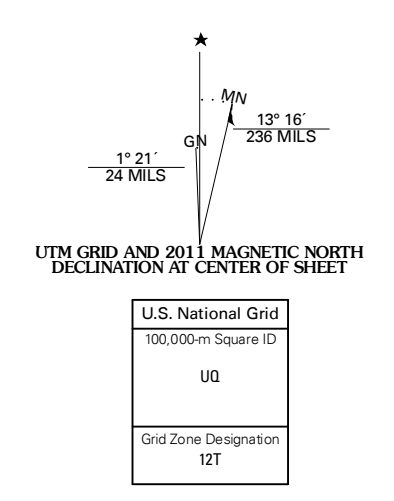 MN
13° 16´
236 MILS
GN
1° 21´
24 MILS
UTM GRID AND 2011 MAGNETIC NORTH
DECLINATION AT CENTER OF SHEET
U.S. National Grid
100,000-m Square ID
UQ
Grid Zone Designation
12T